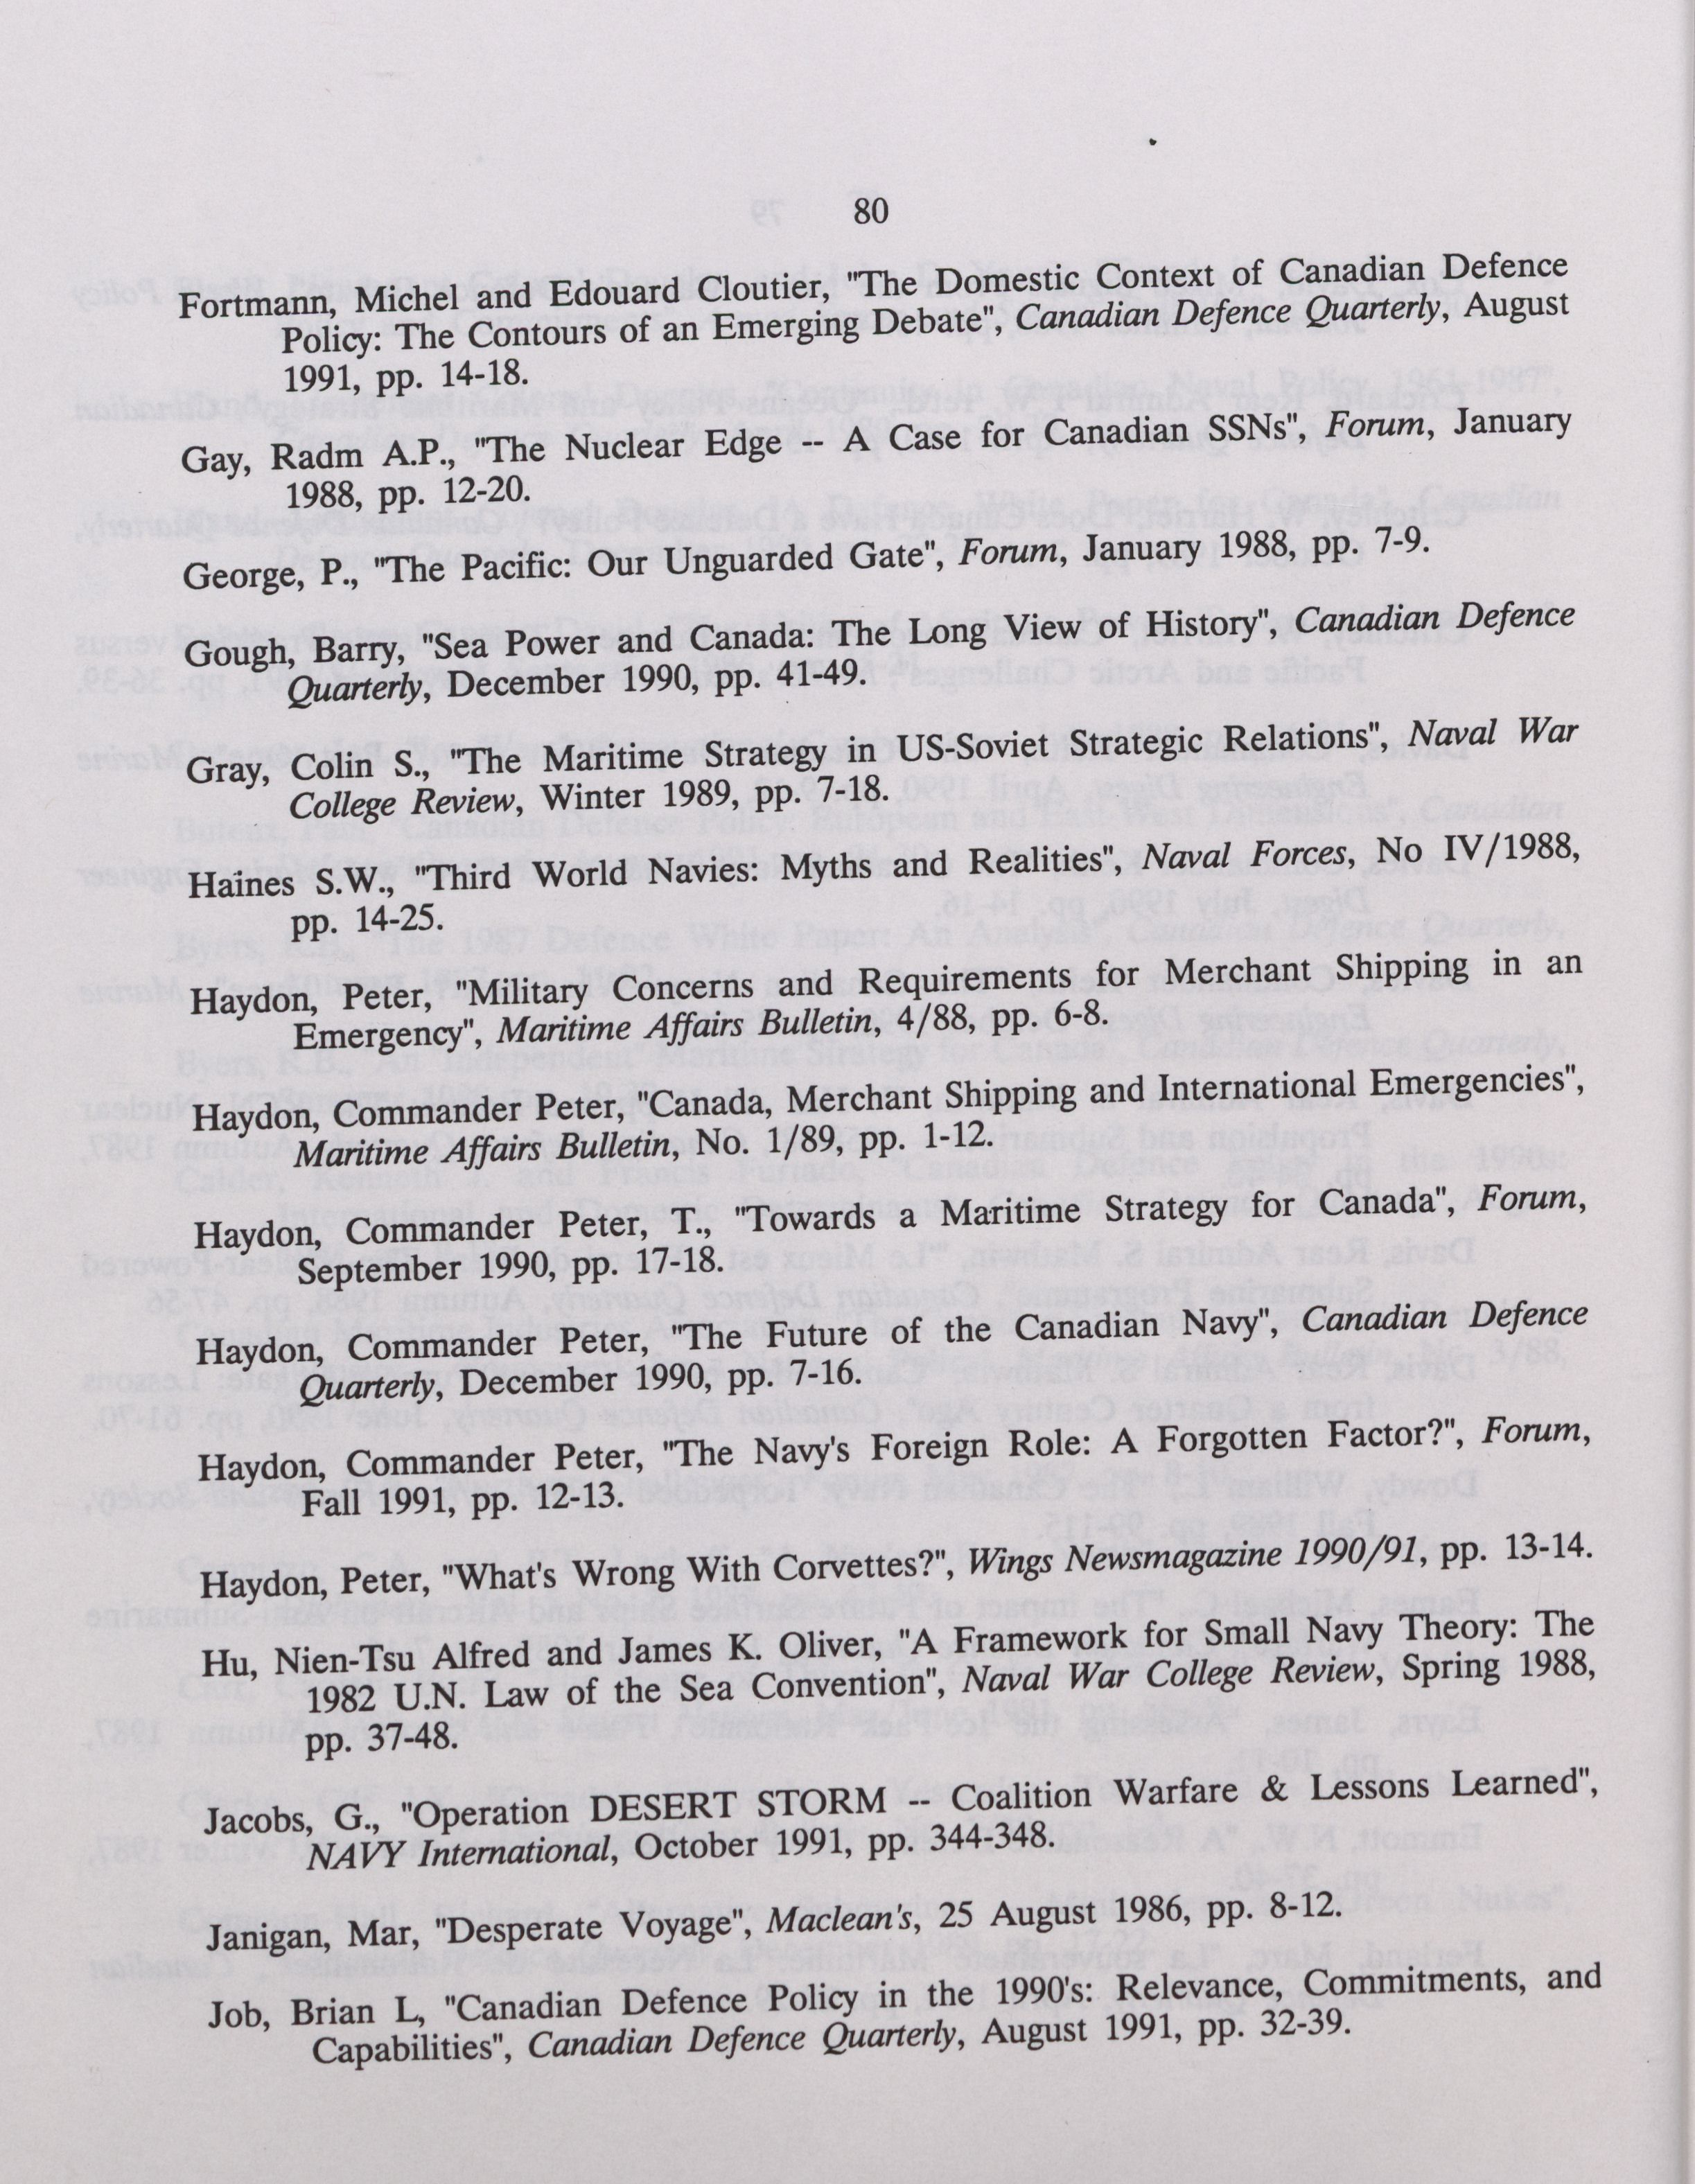 80
Fortmann, Michel and Edouard Cloutier, "The Domestic Context of Canadian Defence
Policy: The Contours of an Emerging Debate", Canadian Defence Quarterly, August
1991, pp. 14-18.
Gay, Radm A.P., "The Nuclear Edge -- A Case for Canadian SSNs", Forum, January
1988, pp. 12-20.
George, P., "The Pacific: Our Unguarded Gate", Forum, January 1988, pp. 7-9.
Gough, Barry, "Sea Power and Canada: The Long View of History", Canadian Defence
Quarterly, December 1990, pp. 41-49.
Gray, Colin S., "The Maritime Strategy in US-Soviet Strategic Relations", Naval War
College Review, Winter 1989, pp. 7-18.
Haines S.W., "Third World Navies: Myths and Realities", Naval Forces, No IV/1988,
pp. 14-25.
Haydon, Peter, "Military Concerns and Requirements for Merchant Shipping in an
Emergency", Maritime Affairs Bulletin, 4/88, pp. 6-8.
Haydon, Commander Peter, "Canada, Merchant Shipping and International Emergencies",
Maritime Affairs Bulletin, No. 1/89, pp. 1-12.
Haydon, Commander Peter, T., "Towards a Maritime Strategy for Canada", Forum,
September 1990, pp. 17-18.
Haydon, Commander Peter, "The Future of the Canadian Navy", Canadian Defence
Quarterly, December 1990, pp. 7-16.
Haydon, Commander Peter, "The Navy's Foreign Role: A Forgotten Factor?", Forum,
Fall 1991, pp. 12-13.
Haydon, Peter, "What's Wrong With Corvettes?", Wings Newsmagazine 1990/91, pp. 13-14.
Hu, Nien-Tsu Alfred and James K. Oliver, "A Framework for Small Navy Theory: The
1982 U.N. Law of the Sea Convention", Naval War College Review, Spring 1988,
pp. 37-48.
Jacobs, G., "Operation DESERT STORM -- Coalition Warfare & Lessons Learned",
NAVY International, October 1991, pp. 344-348.
Janigan, Mar, "Desperate Voyage", Maclean's, 25 August 1986, pp. 8-12.
Job, Brian L, "Canadian Defence Policy in the 1990's: Relevance, Commitments, and
Capabilities", Canadian Defence Quarterly, August 1991, pp. 32-39.